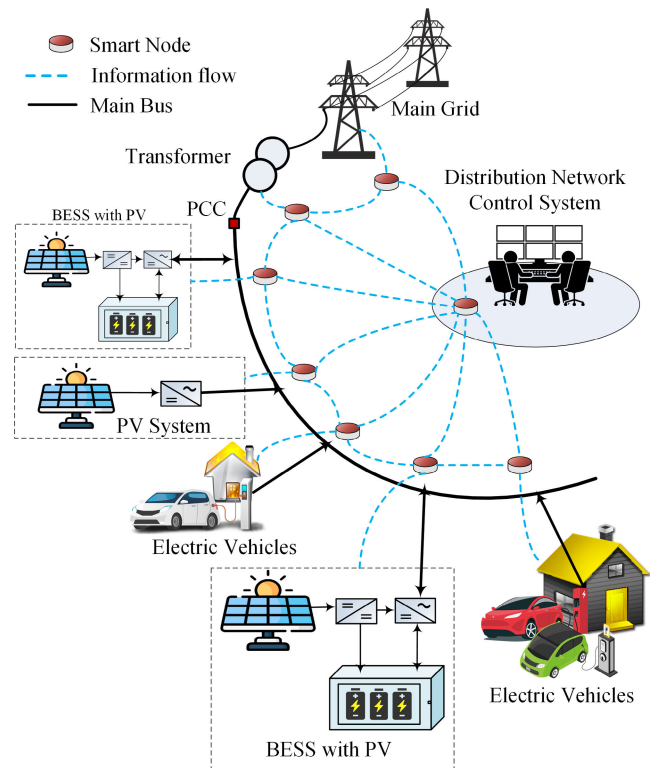 Smart Node
Information flow
Main Bus
Main Grid
Transformer
Distribution Network
Control System
PCC
BESS with PV
PV System
Electric Vehicles
Electric Vehicles
BESS with PV